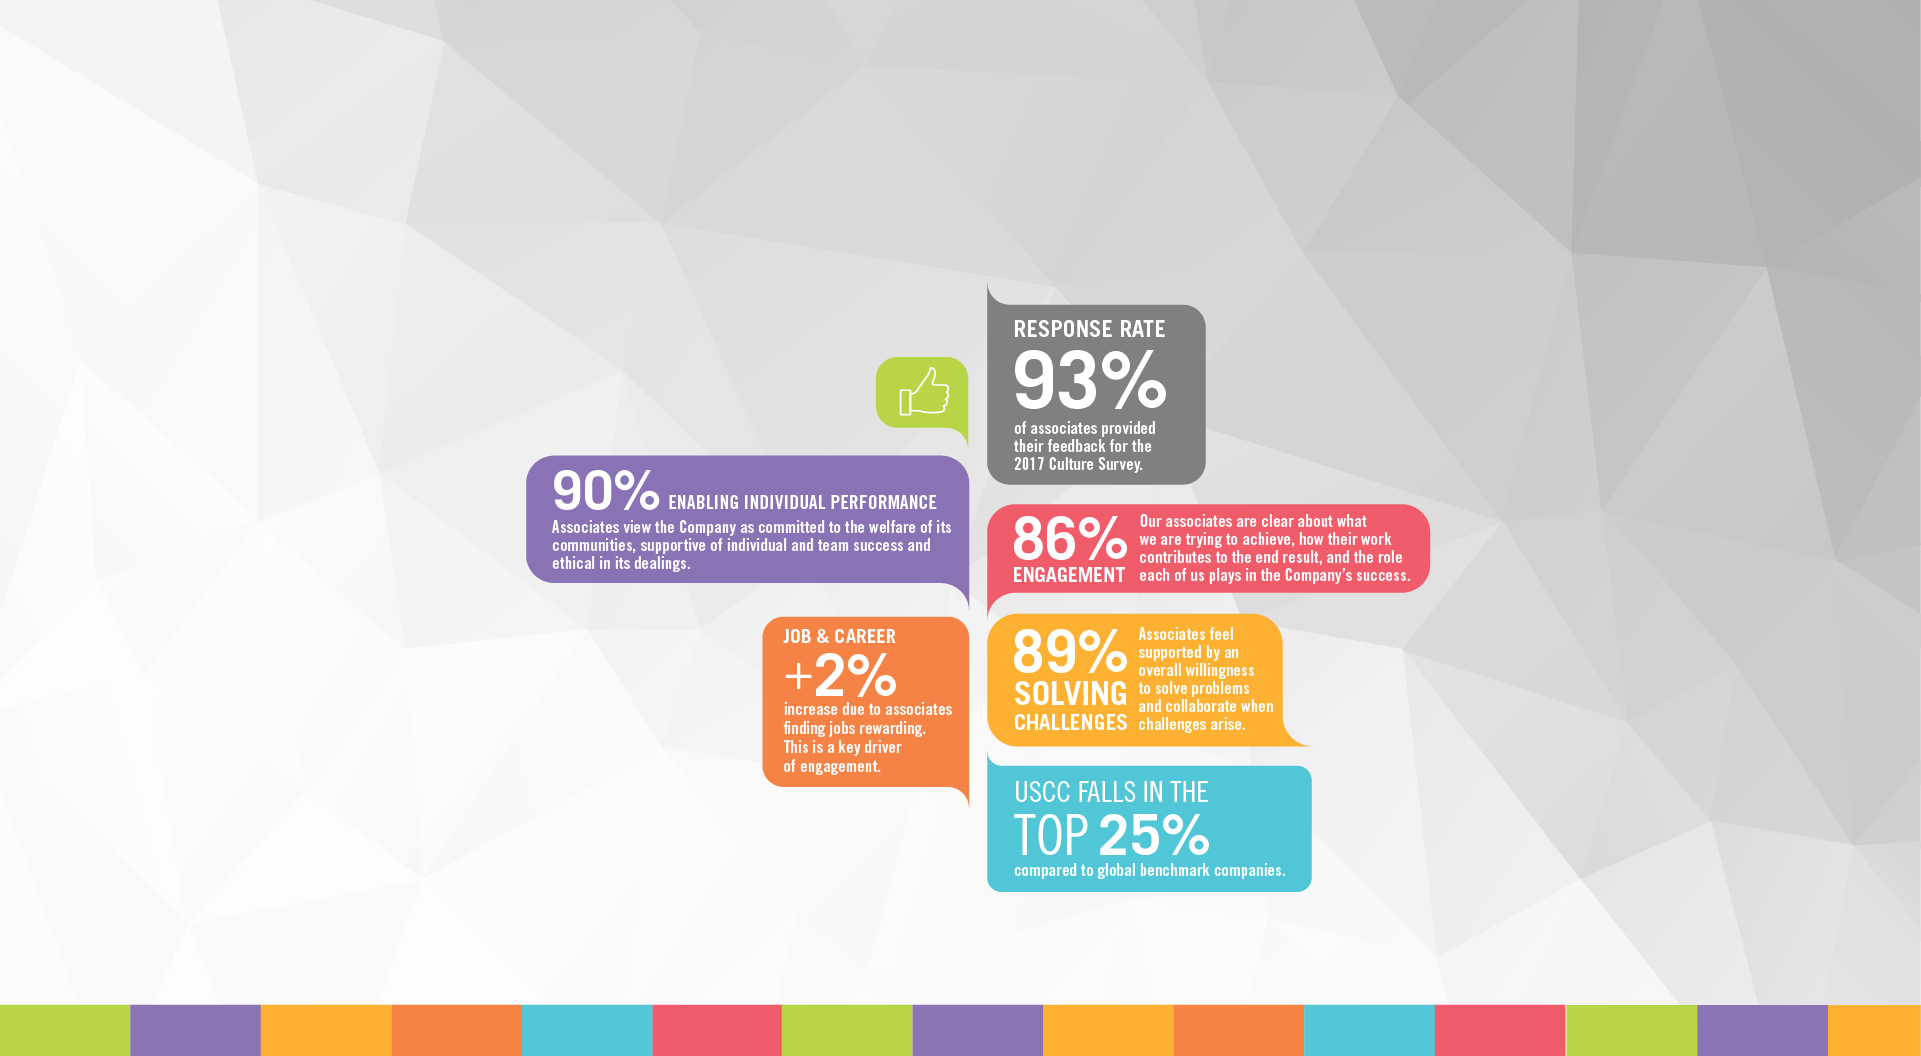 RESPONSE RATE
93%
of associates provided
their feedback for the
2017 Culture Survey.
90% ENABLING INDIVIDUAL PERFORMANCE
Associates view the Company as committed to the welfare of its
communities, supportive of individual and team success and
ethical in its dealings.
86%
ENGAGEMENT
Our associates are clear about what
we are trying to achieve, how their work
contributes to the end result, and the role
each of us plays in the Company's success.
JOB & CAREER
+2%
increase due to associates
finding jobs rewarding.
This is a key driver
of engagement.
89%
SOLVING
CHALLENGES
Associates feel
supported by an
overall willingness
to solve problems
and collaborate when
challenges arise.
USCC FALLS IN THE
TOP 25%
compared to global benchmark companies.